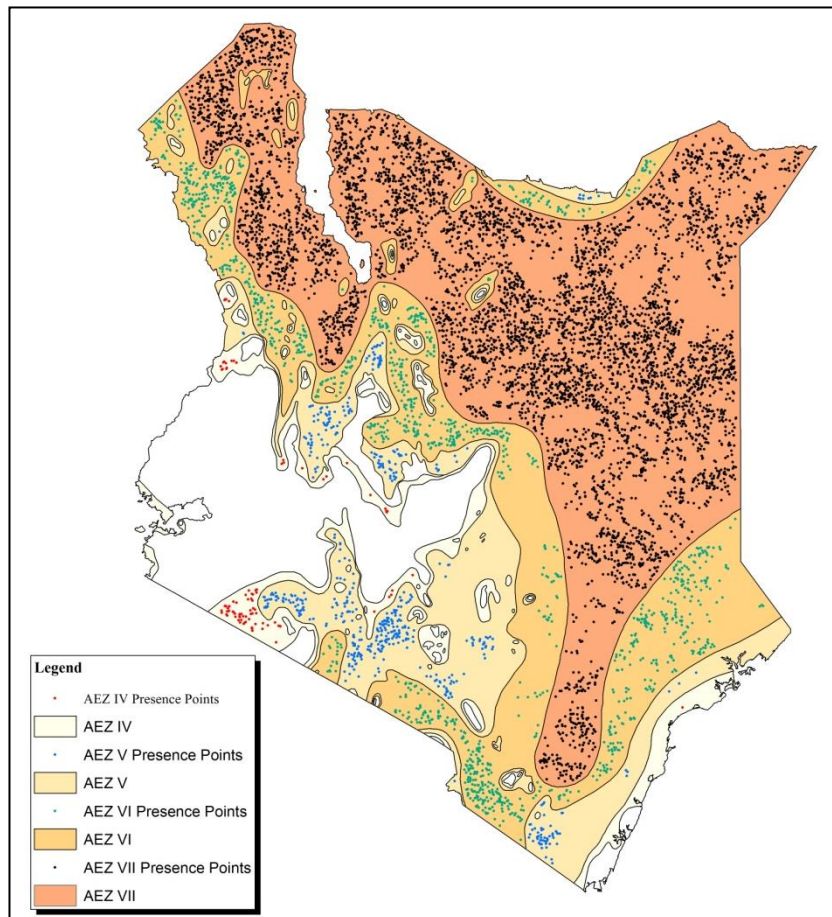 Legend
AEZ IV Presence Points
AEZ IV
AEZ V Presence Points
AEZ V
AEZ VI Presence Points
AEZ VI
AEZ VII Presence Points
AEZ VII